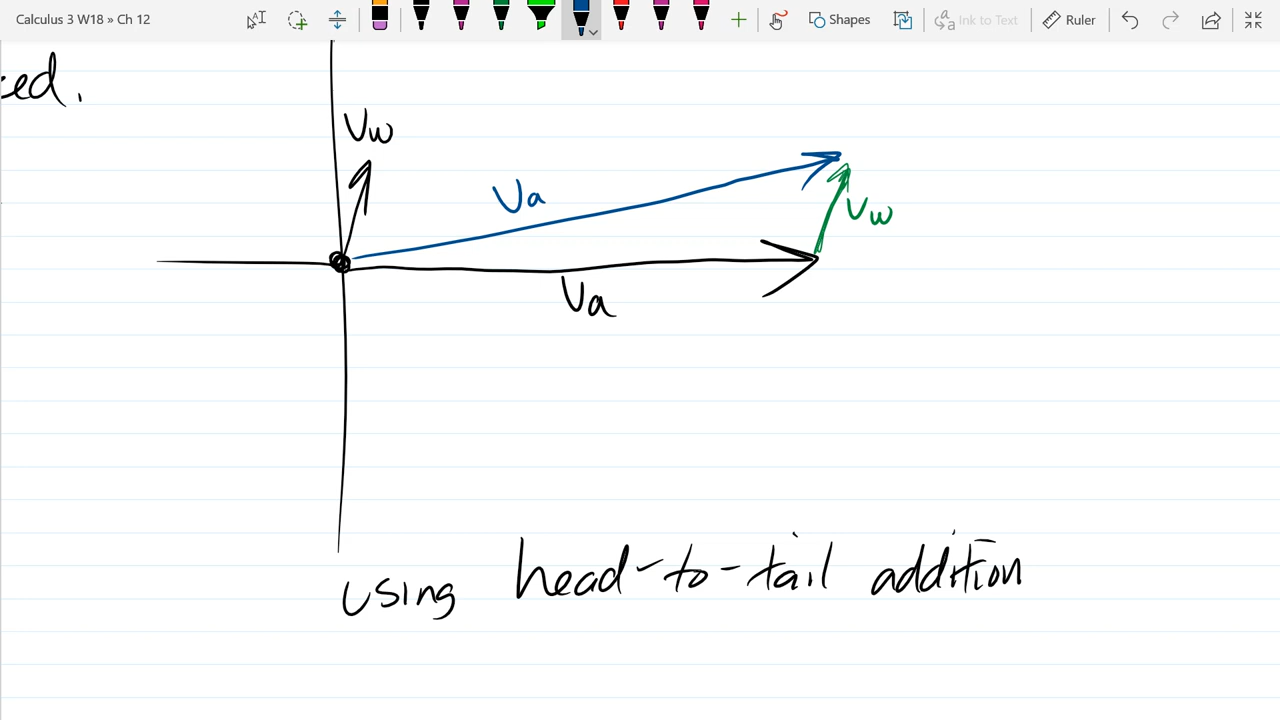 Calculus 3 W18 » Ch 12
Shapes
Ink to Text
Ruler
ced.
Vw
Va
Vw
Va
using head-to-tail addition